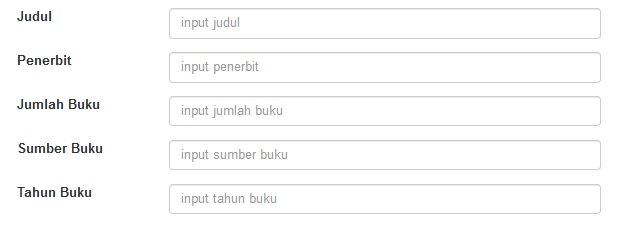 Judul input judul
Penerbit input penerbit
Jumlah Buku input jumlah buku
Sumber Buku input sumber buku
Tahun Buku input tahun buku